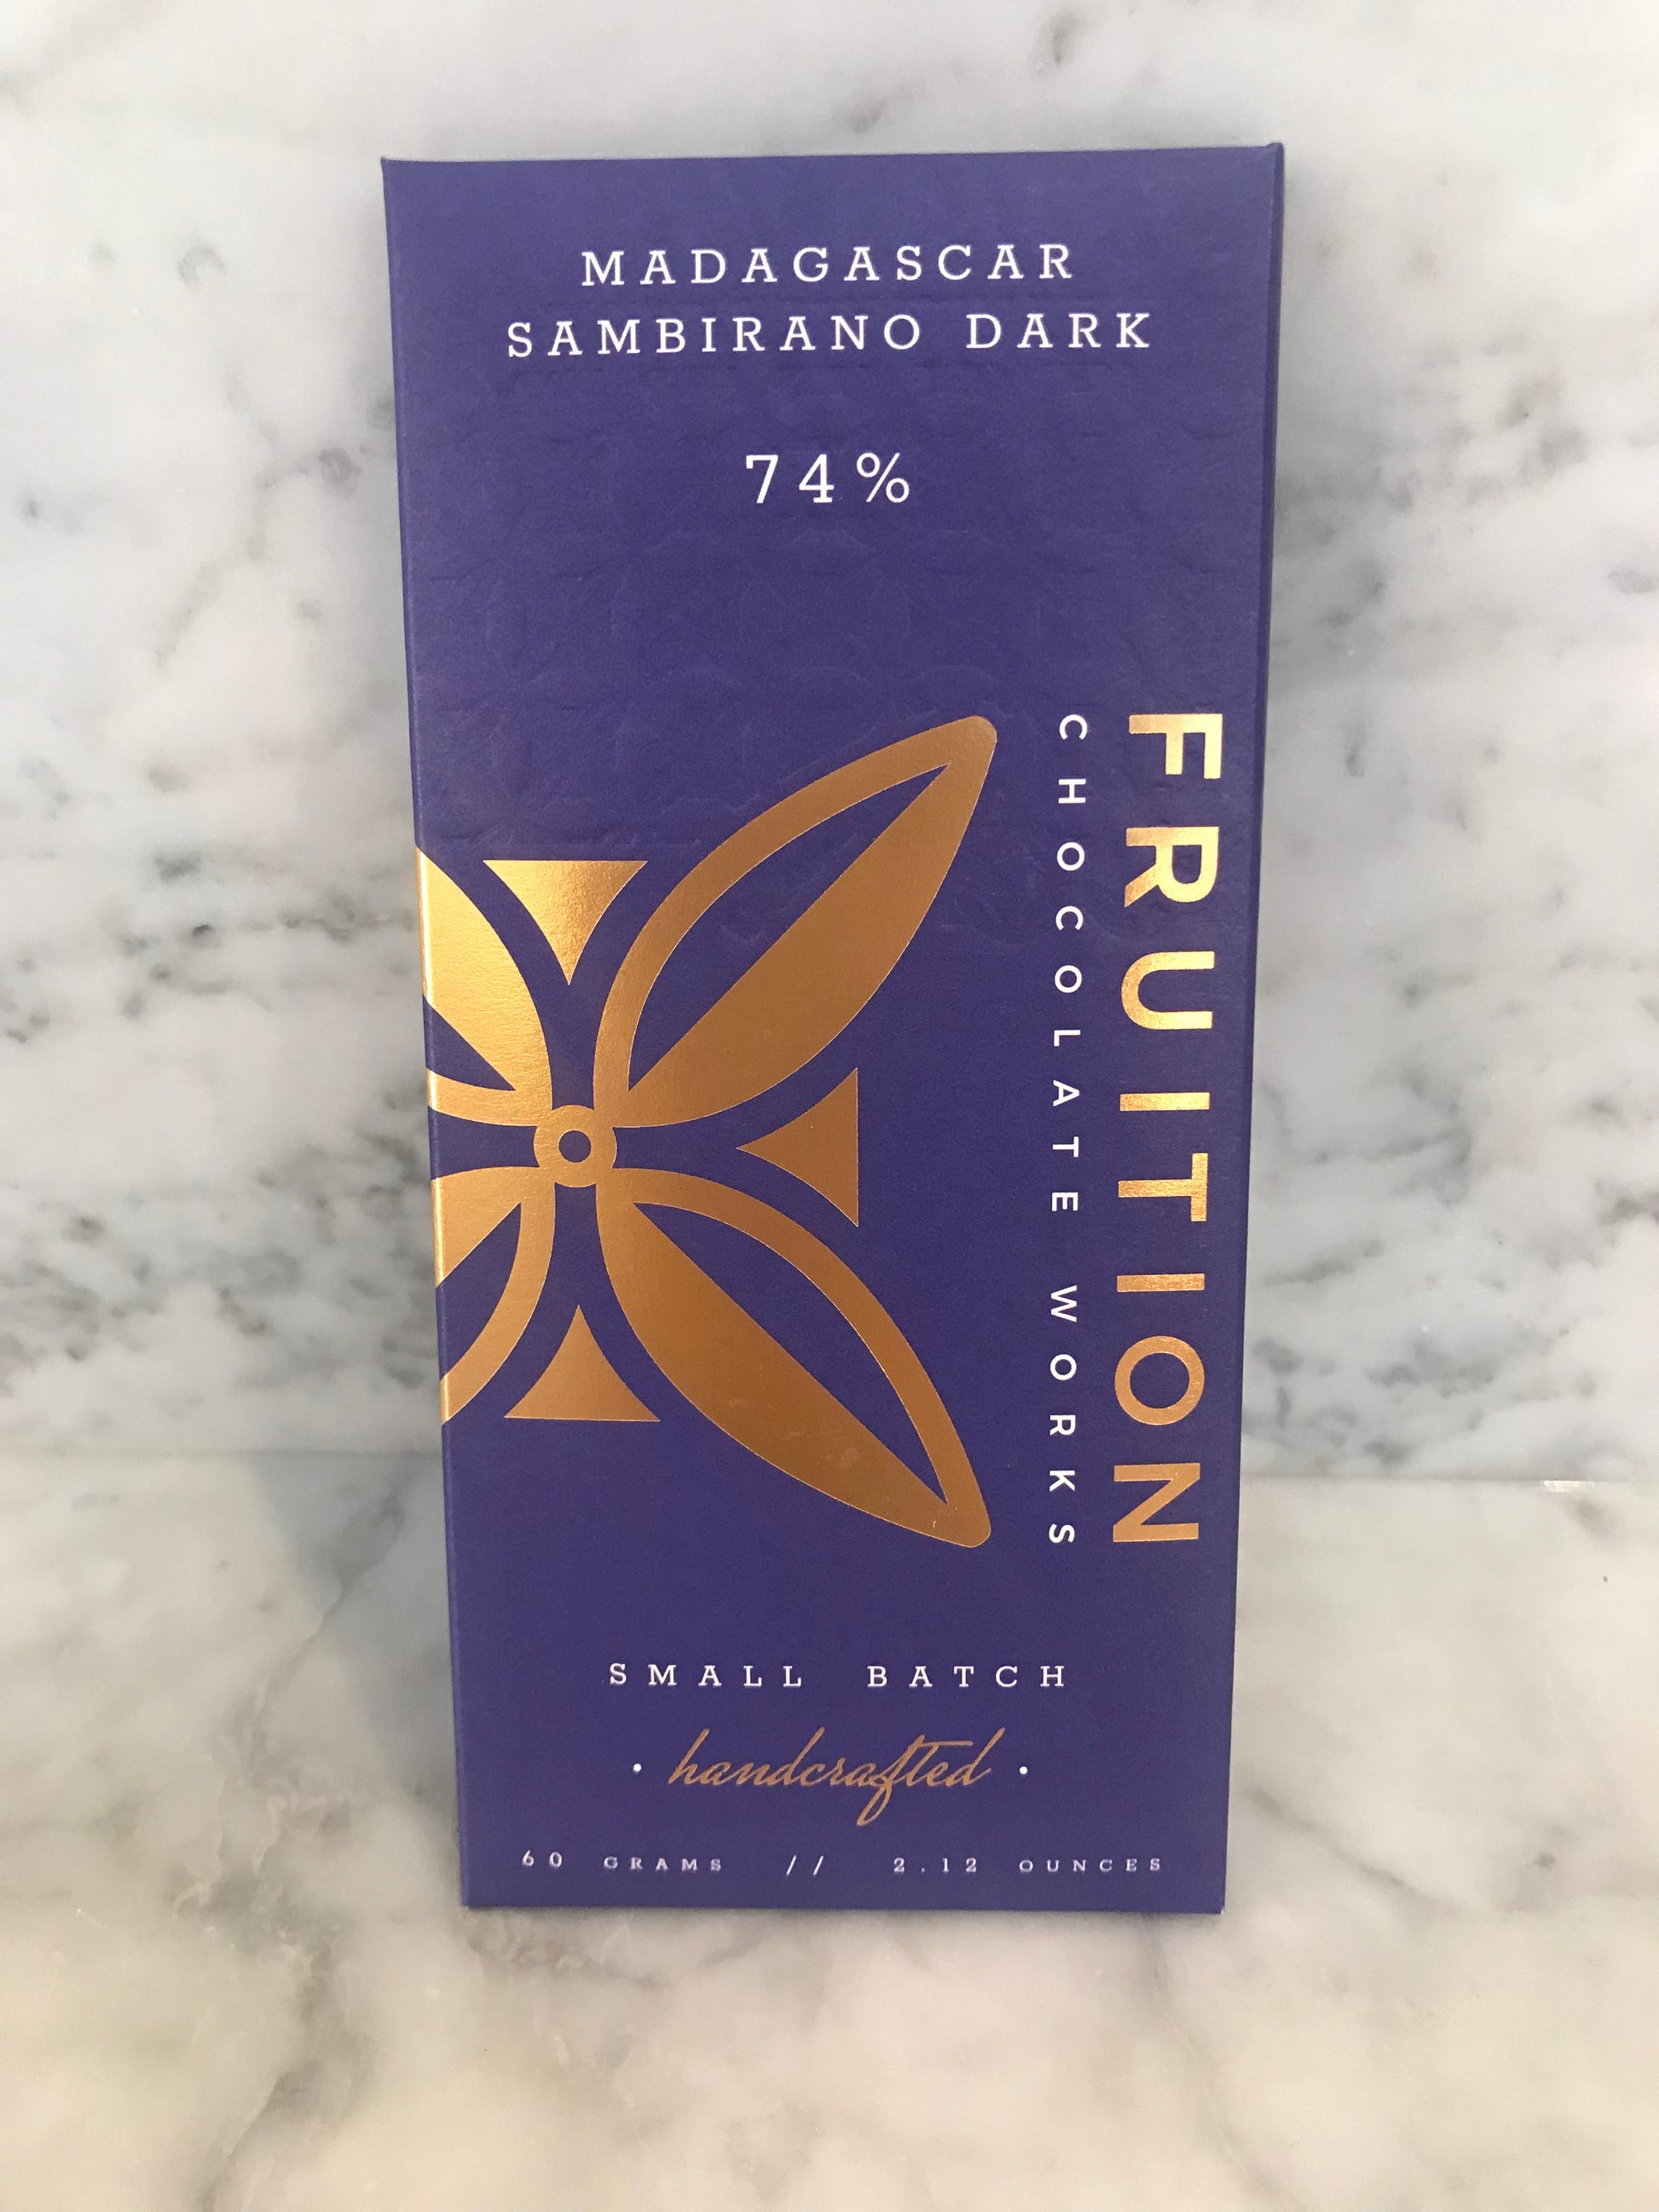 MADAGASCAR
SAMBIRANO DARK
74%
FRUITION
CHOCOLATE WORKS
SMALL BATCH
· handcrafted ·
60 GRAMS // 2.12 OUNCES